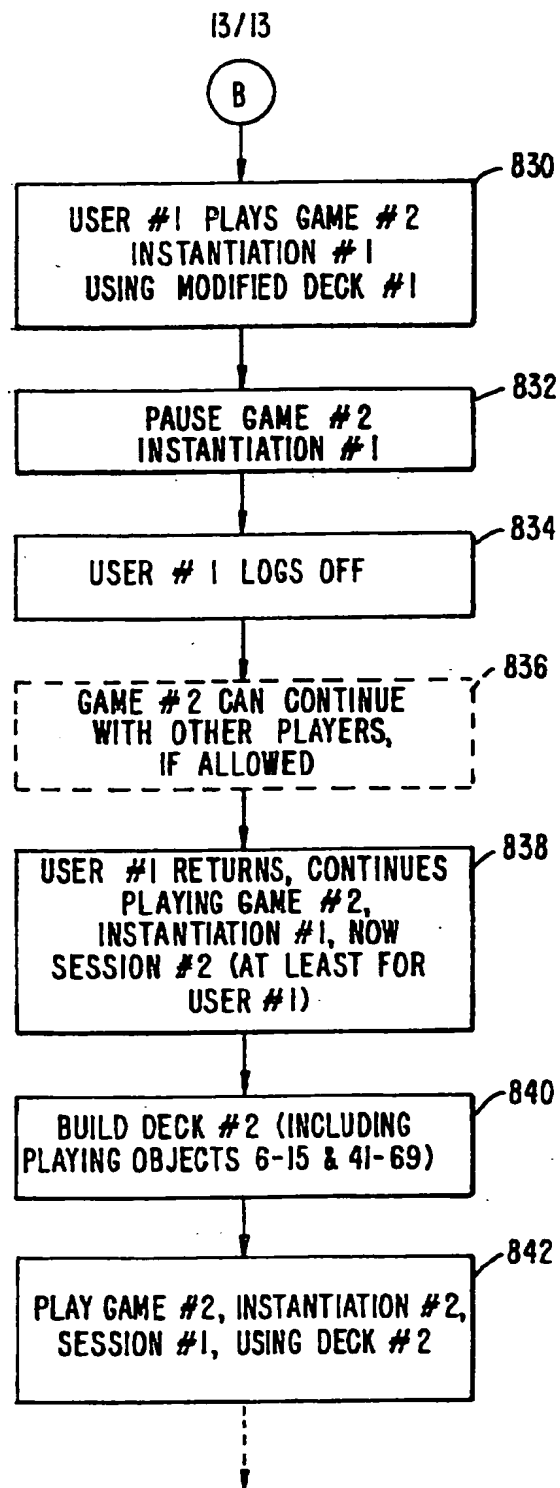 13/13
B
830
USER #1 PLAYS GAME #2
INSTANTIATION #1
USING MODIFIED DECK #1
832
PAUSE GAME #2
INSTANTIATION #1
834
USER # 1 LOGS OFF
836
GAME #2 CAN CONTINUE
WITH OTHER PLAYERS,
IF ALLOWED
838
USER #1 RETURNS, CONTINUES
PLAYING GAME #2,
INSTANTIATION #1, NOW
SESSION #2 (AT LEAST FOR
USER #1)
840
BUILD DECK #2 (INCLUDING
PLAYING OBJECTS 6-15 & 41-69)
842
PLAY GAME #2, INSTANTIATION #2,
SESSION #1, USING DECK #2